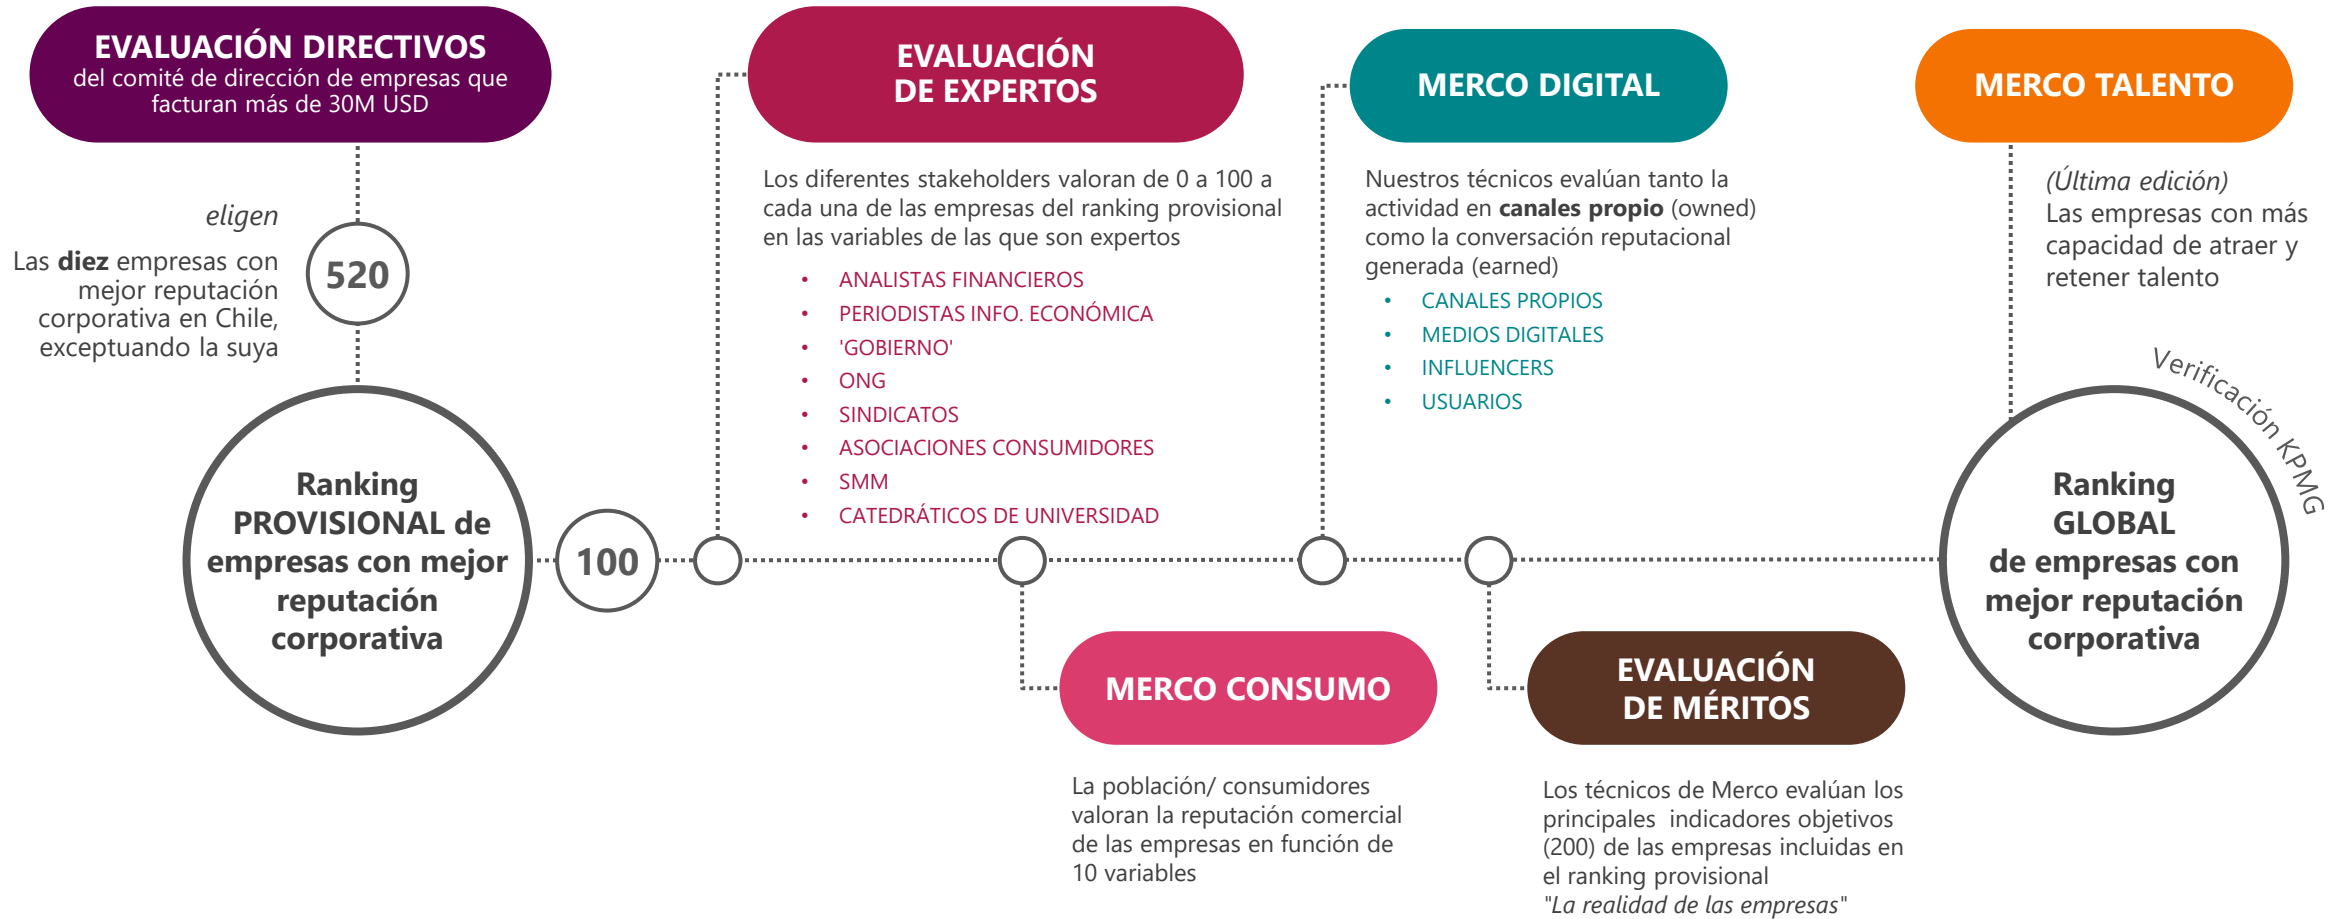 EVALUACIÓN DIRECTIVOS
del comité de dirección de empresas que
facturan más de 30M USD
eligen
Las diez empresas con
mejor reputación
corporativa en Chile,
exceptuando la suya
520
Ranking
PROVISIONAL de
empresas con mejor
reputación
corporativa
100
EVALUACIÓN
DE EXPERTOS
Los diferentes stakeholders valoran de 0 a 100 a
cada una de las empresas del ranking provisional
en las variables de las que son expertos
• ANALISTAS FINANCIEROS
• PERIODISTAS INFO. ECONÓMICA
• 'GOBIERNO'
• ONG
• SINDICATOS
• ASOCIACIONES CONSUMIDORES
• SMM
• CATEDRÁTICOS DE UNIVERSIDAD
MERCO CONSUMO
La población/ consumidores
valoran la reputación comercial
de las empresas en función de
10 variables
MERCO DIGITAL
Nuestros técnicos evalúan tanto la
actividad en canales propio (owned)
como la conversación reputacional
generada (earned)
• CANALES PROPIOS
• MEDIOS DIGITALES
• INFLUENCERS
• USUARIOS
EVALUACIÓN
DE MÉRITOS
Los técnicos de Merco evalúan los
principales  indicadores objetivos
(200) de las empresas incluidas en
el ranking provisional
"La realidad de las empresas"
MERCO TALENTO
(Última edición)
Las empresas con más
capacidad de atraer y
retener talento
Verificación KPMG
Ranking
GLOBAL
de empresas con
mejor reputación
corporativa